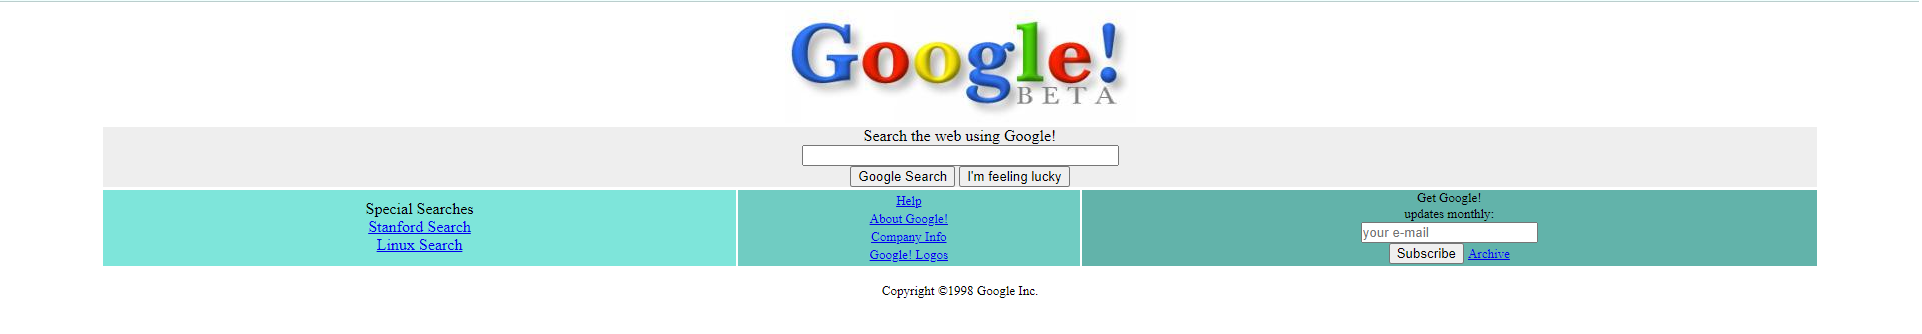 Google!
BETA
Search the web using Google!
Google Search I'm feeling lucky
Special Searches
Stanford Search
Linux Search
Help
About Google!
Company Info
Google! Logos
Get Google!
updates monthly:
your e-mail
Subscribe Archive
Copyright ©1998 Google Inc.